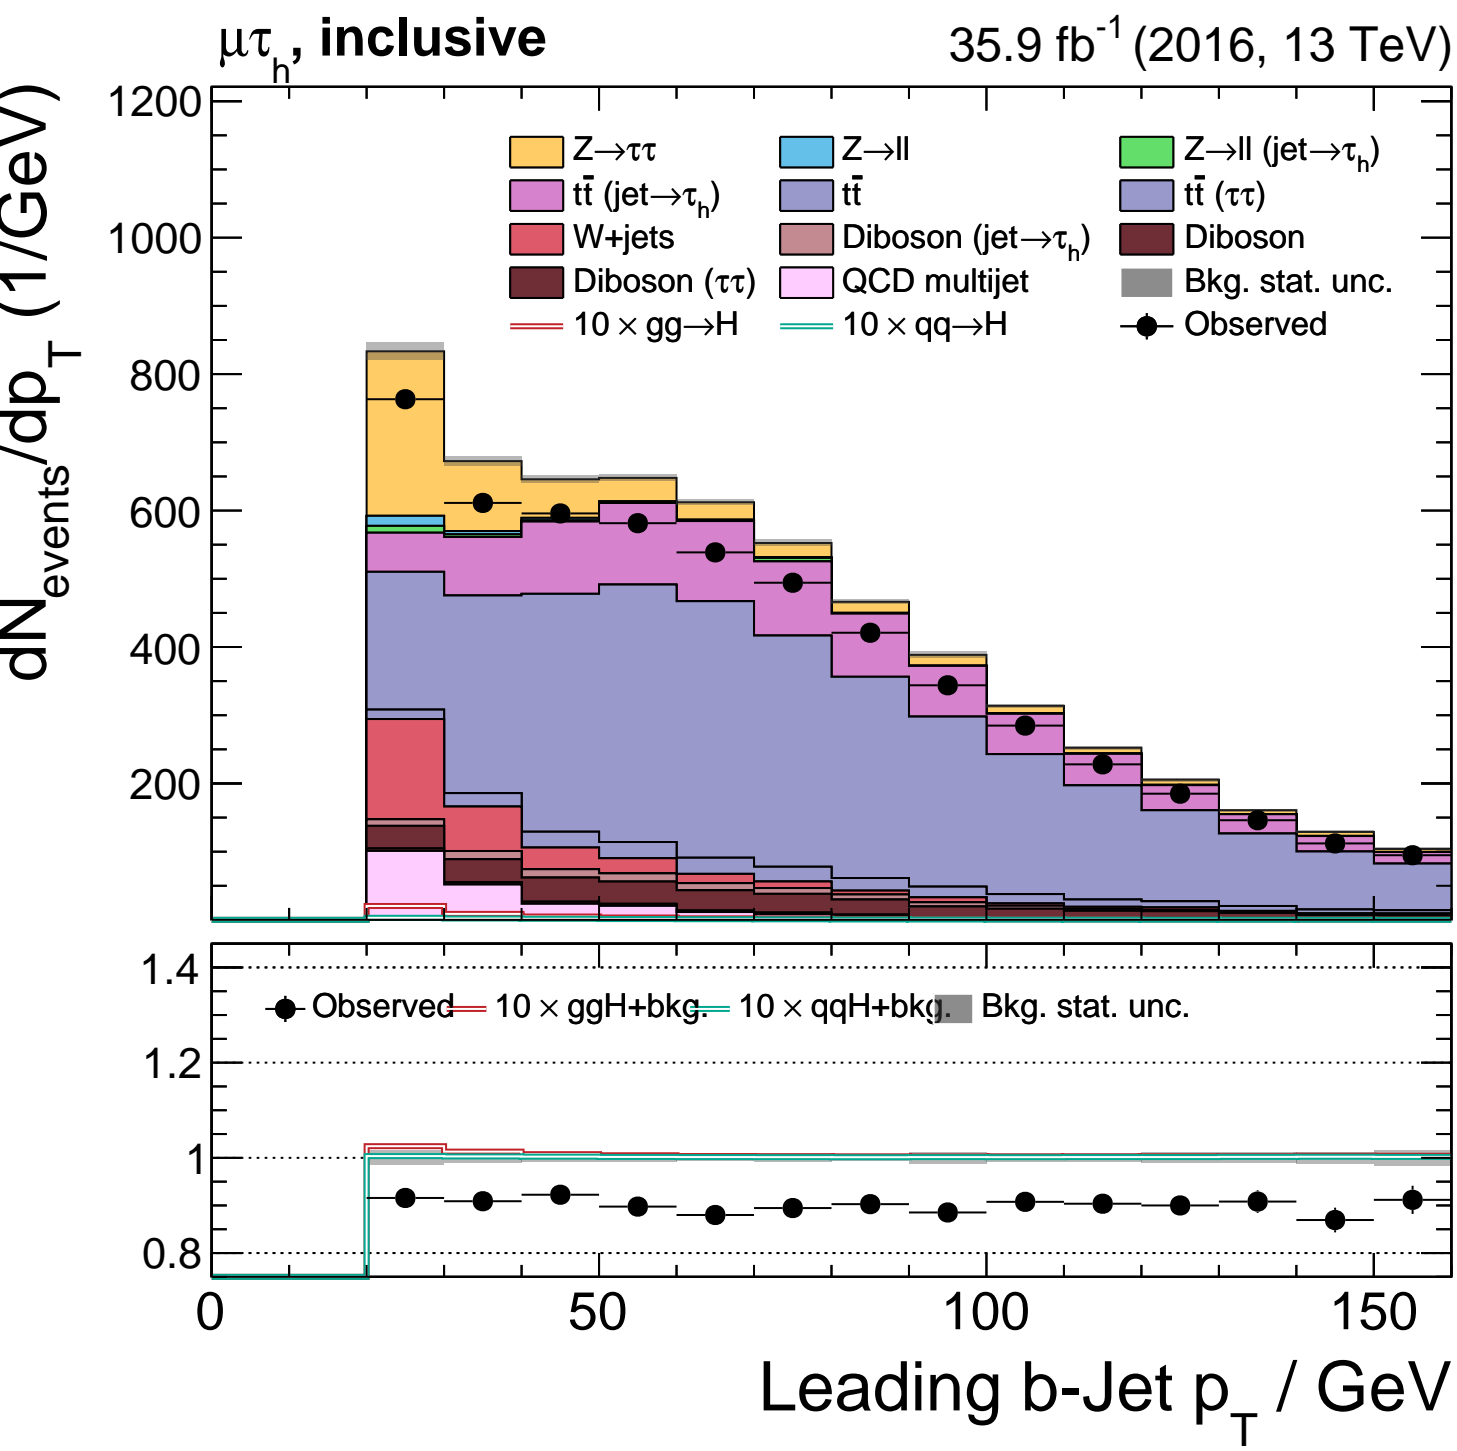 μτh, inclusive
35.9 fb-1 (2016, 13 TeV)
dNevents/dpT (1/GeV)
1200
1000
800
600
400
200
Z→ττ Z→ll Z→ll (jet→τh)
tt̄ (jet→τh) tt̄ tt̄ (ττ)
W+jets Diboson (jet→τh) Diboson
Diboson (ττ) QCD multijet Bkg. stat. unc.
10 × gg→H 10 × qq→H Observed
1.4
1.2
1
0.8
Observed 10 × ggH+bkg. 10 × qqH+bkg. Bkg. stat. unc.
0 50 100 150
Leading b-Jet pT / GeV